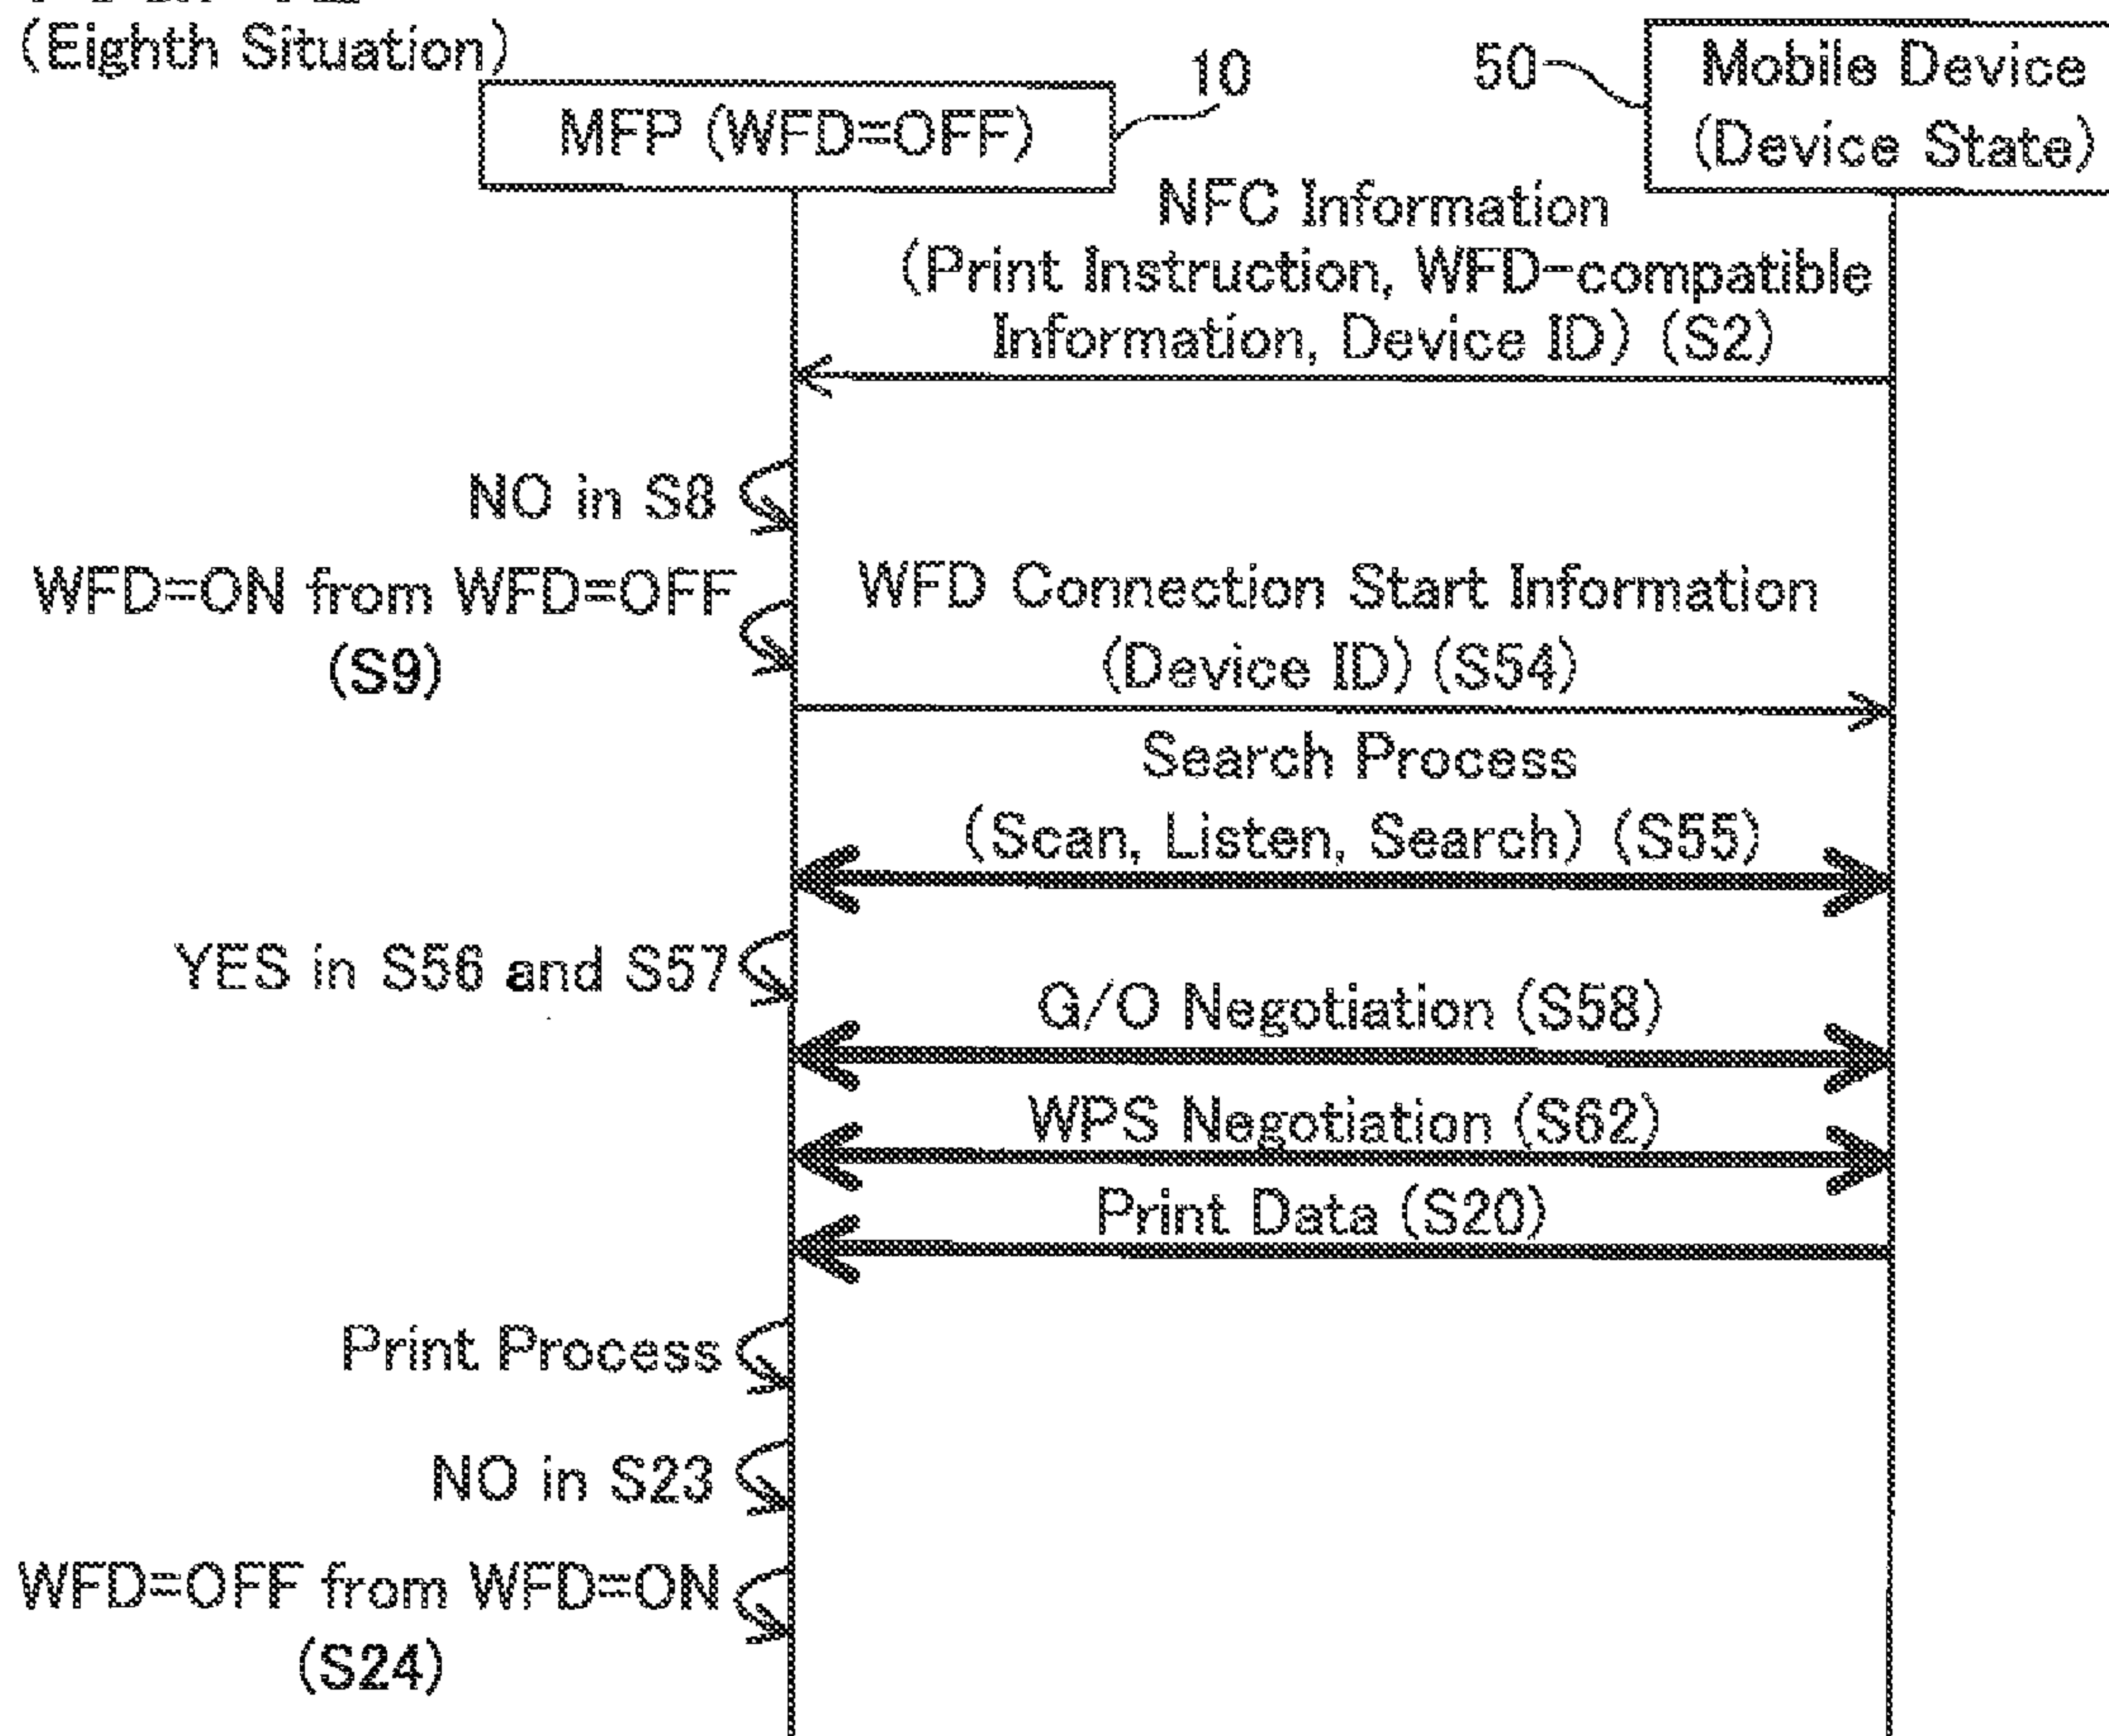 (Eighth Situation)
10
50
MFP (WFD=OFF)
Mobile Device
(Device State)
NFC Information
(Print Instruction, WFD-compatible
Information, Device ID) (S2)
NO in S8
WFD=ON from WFD=OFF
(S9)
WFD Connection Start Information
(Device ID) (S54)
Search Process
(Scan, Listen, Search) (S55)
YES in S56 and S57
G/O Negotiation (S58)
WPS Negotiation (S62)
Print Data (S20)
Print Process
NO in S23
WFD=OFF from WFD=ON
(S24)